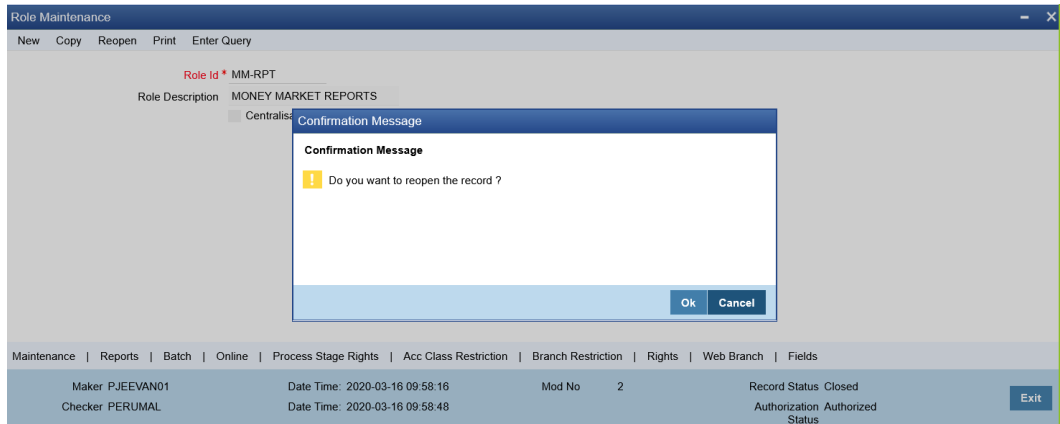 Role Maintenance
New Copy Reopen Print Enter Query
Role Id * MM-RPT
Role Description MONEY MARKET REPORTS
Centralisa
Confirmation Message
Confirmation Message
! Do you want to reopen the record ?
Ok Cancel
Maintenance | Reports | Batch | Online | Process Stage Rights | Acc Class Restriction | Branch Restriction | Rights | Web Branch | Fields
Maker PJEEVAN01 Date Time: 2020-03-16 09:58:16 Mod No 2 Record Status Closed
Checker PERUMAL Date Time: 2020-03-16 09:58:48 Authorization Authorized
Status
Exit